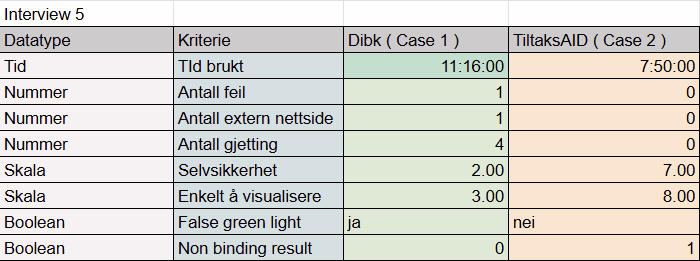 Interview 5
Datatype Kriterie Dibk ( Case 1 ) TiltaksAID ( Case 2 )
Tid TId brukt 11:16:00 7:50:00
Nummer Antall feil 1 0
Nummer Antall extern nettside 1 0
Nummer Antall gjetting 4 0
Skala Selvsikkerhet 2.00 7.00
Skala Enkelt å visualisere 3.00 8.00
Boolean False green light ja nei
Boolean Non binding result 0 1